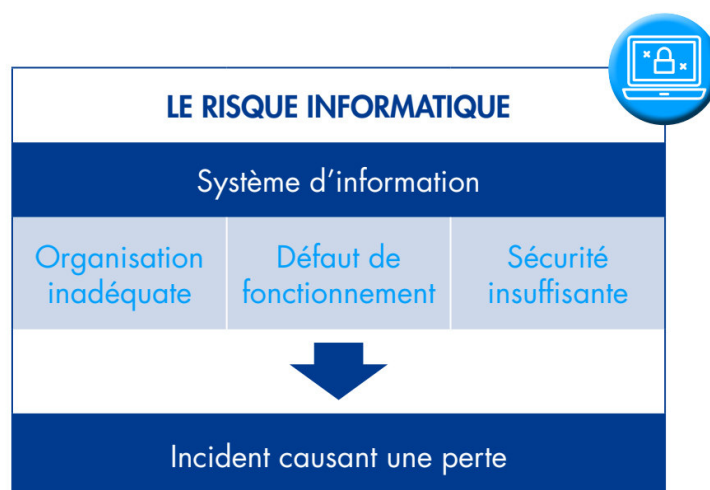 LE RISQUE INFORMATIQUE
Système d’information
Organisation
inadéquate
Défaut de
fonctionnement
Sécurité
insuffisante
Incident causant une perte